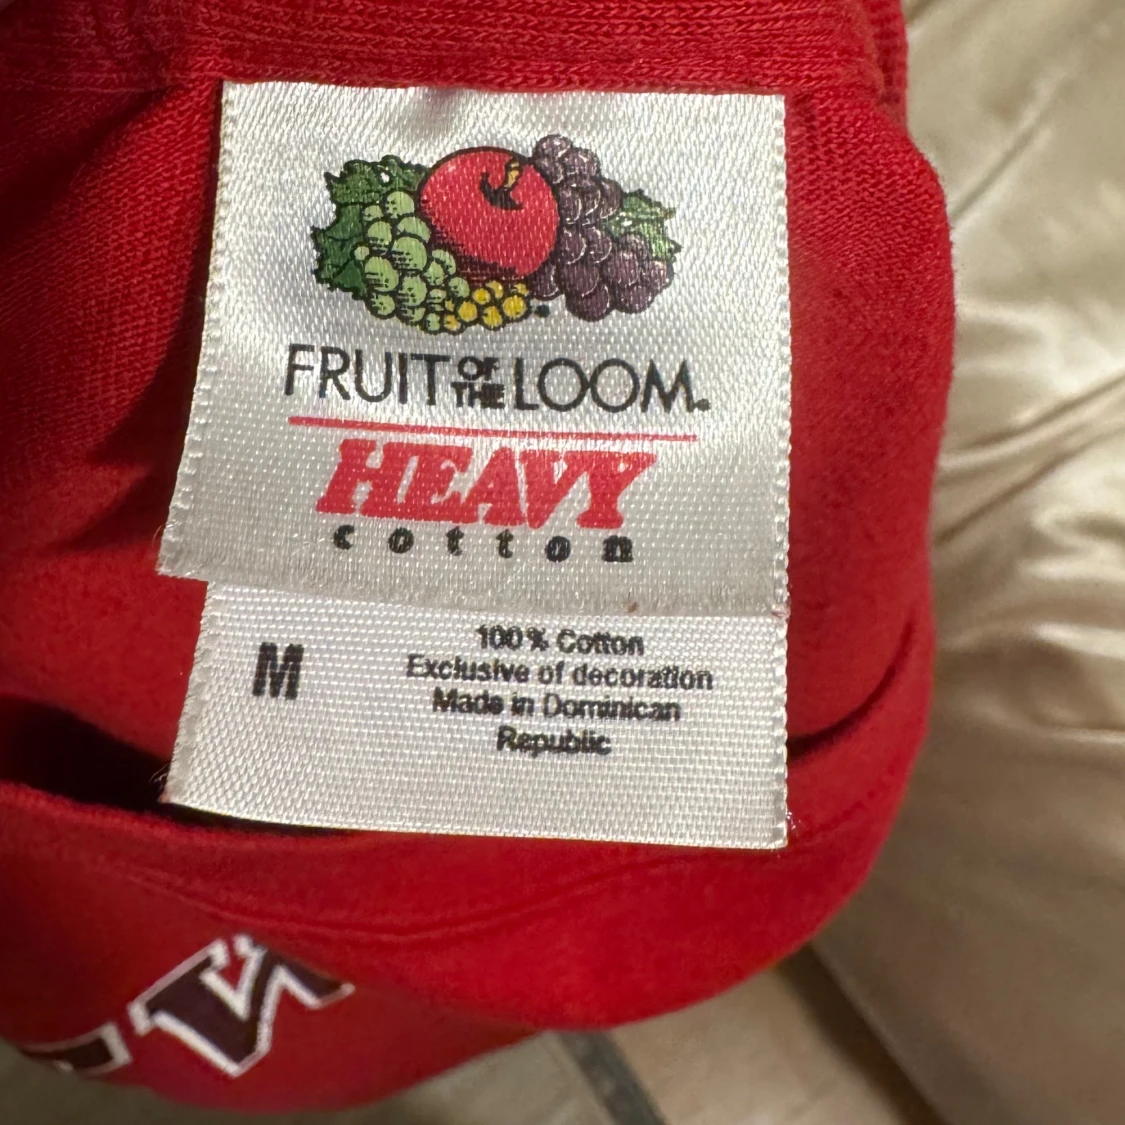 FRUIT OF THE LOOM.
HEAVY
cotton
M
100% Cotton
Exclusive of decoration
Made in Dominican
Republic